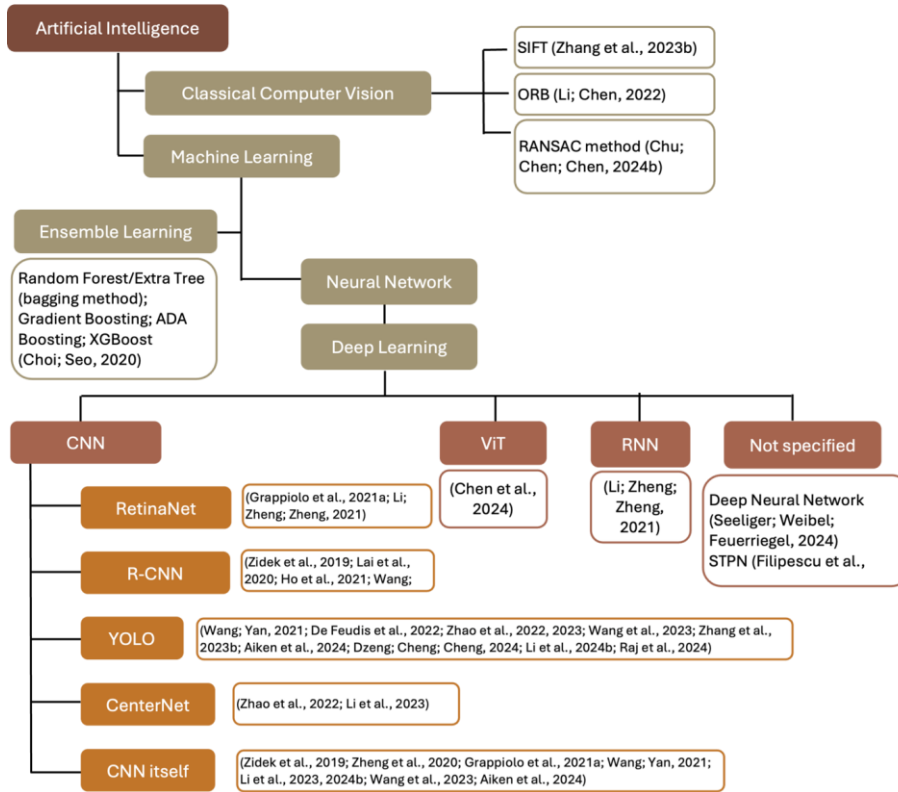 Artificial Intelligence
Classical Computer Vision
SIFT (Zhang et al., 2023b)
ORB (Li; Chen, 2022)
RANSAC method (Chu;
Chen; Chen, 2024b)
Machine Learning
Ensemble Learning
Random Forest/Extra Tree
(bagging method);
Gradient Boosting; ADA
Boosting; XGBoost
(Choi; Seo, 2020)
Neural Network
Deep Learning
CNN
ViT
RNN
Not specified
(Chen et al.,
2024)
(Li; Zheng;
Zheng,
2021)
Deep Neural Network
(Seeliger; Weibel;
Feuerriegel, 2024)
STPN (Filipescu et al.,
RetinaNet
(Grappiolo et al., 2021a; Li;
Zheng; Zheng, 2021)
R-CNN
(Zidek et al., 2019; Lai et al.,
2020; Ho et al., 2021; Wang;
YOLO
(Wang; Yan, 2021; De Feudis et al., 2022; Zhao et al., 2022, 2023; Wang et al., 2023; Zhang et al.,
2023b; Aiken et al., 2024; Dzeng; Cheng; Cheng, 2024; Li et al., 2024b; Raj et al., 2024)
CenterNet
(Zhao et al., 2022; Li et al., 2023)
CNN itself
(Zidek et al., 2019; Zheng et al., 2020; Grappiolo et al., 2021a; Wang; Yan, 2021;
Li et al., 2023, 2024b; Wang et al., 2023; Aiken et al., 2024)